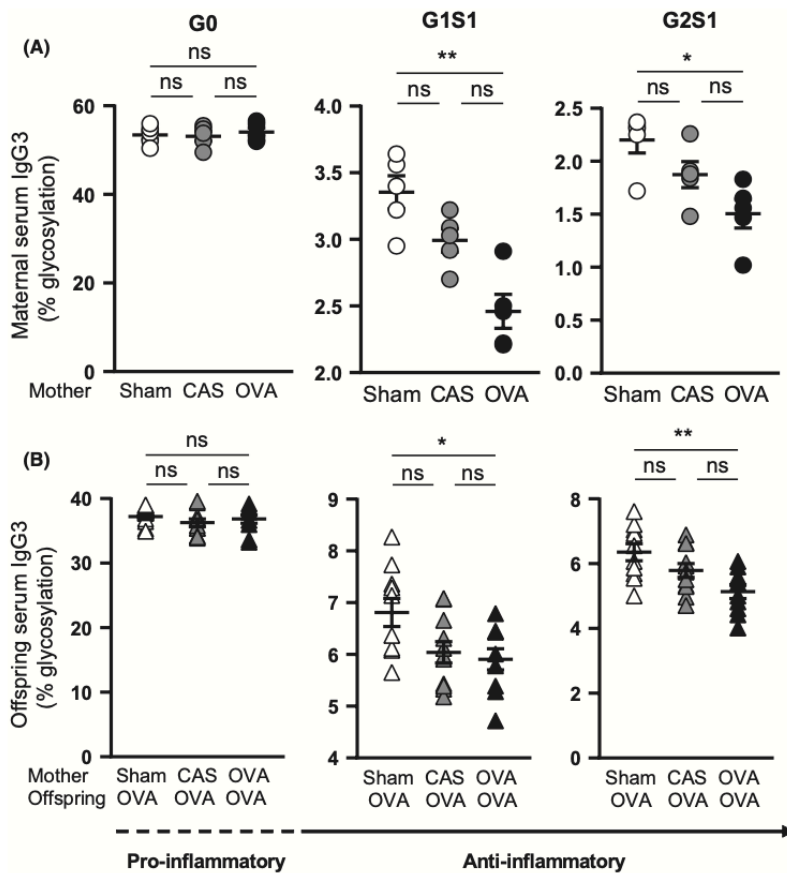 G0 G1S1 G2S1
(A)
ns ** *
ns ns ns ns ns ns
Maternal serum IgG3
(% glycosylation)
60 4.0 2.5
40 3.5 2.0
20 3.0 1.5
0 2.5 1.0
2.0 0.5
0.0
Mother Sham CAS OVA Sham CAS OVA Sham CAS OVA
(B)
ns * **
ns ns ns ns ns ns
Offspring serum IgG3
(% glycosylation)
40 9 8
30 8 6
20 7 4
10 6 2
0 5 0
4
Mother Sham CAS OVA Sham CAS OVA Sham CAS OVA
Offspring OVA OVA OVA OVA OVA OVA OVA OVA OVA
Pro-inflammatory Anti-inflammatory